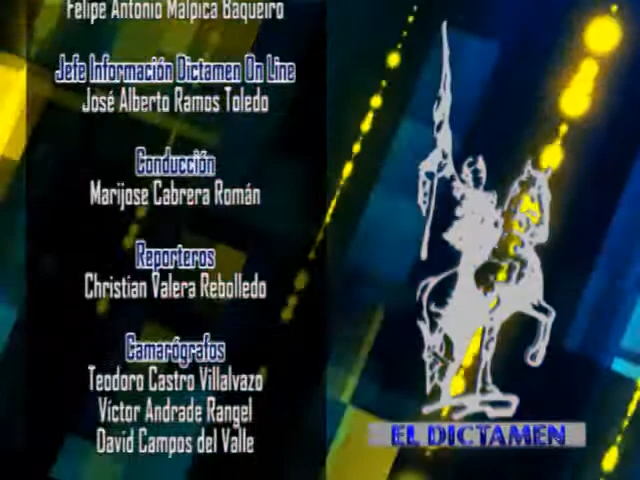 Felipe Antonio Malpica Baqueiro
Jefe Información Dictamen On Line
José Alberto Ramos Toledo
Conducción
Marijose Cabrera Román
Reporteros
Christian Valera Rebolledo
Camarógrafos
Teodoro Castro Villalvazo
Víctor Andrade Rangel
David Campos del Valle
EL DICTAMEN